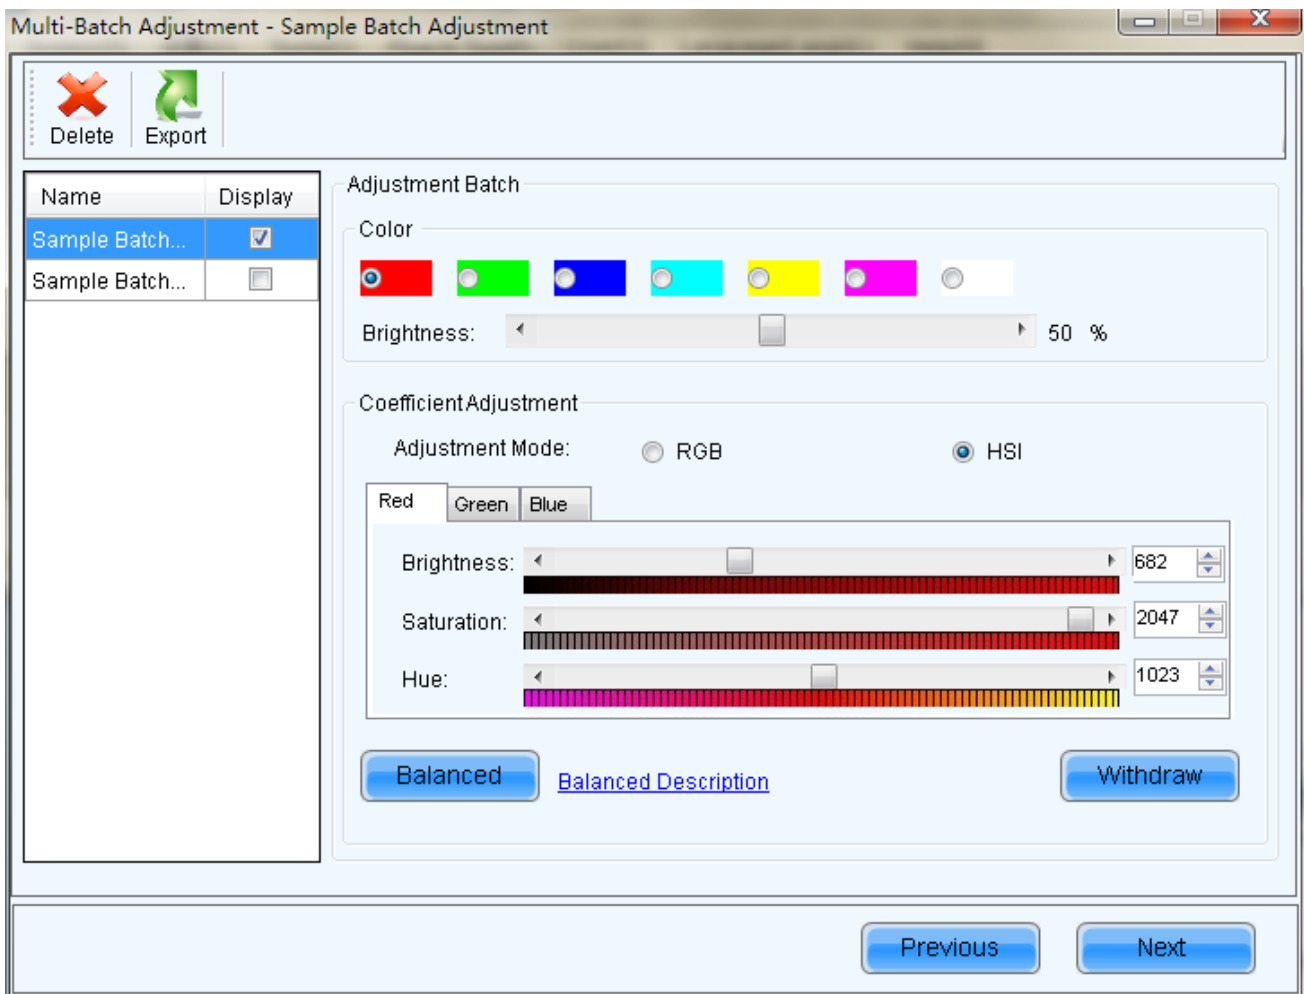 Multi-Batch Adjustment - Sample Batch Adjustment
Delete Export
Name Display
Sample Batch...
Sample Batch...
Adjustment Batch
Color
Brightness: 50 %
Coefficient Adjustment
Adjustment Mode: RGB HSI
Red Green Blue
Brightness: 682
Saturation: 2047
Hue: 1023
Balanced Balanced Description Withdraw
Previous Next